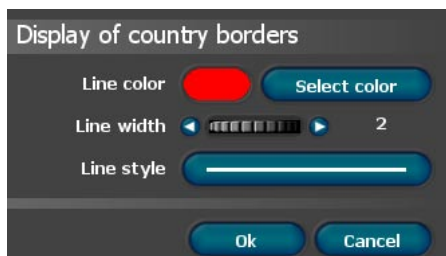 Display of country borders
Line color Select color
Line width 2
Line style
Ok Cancel